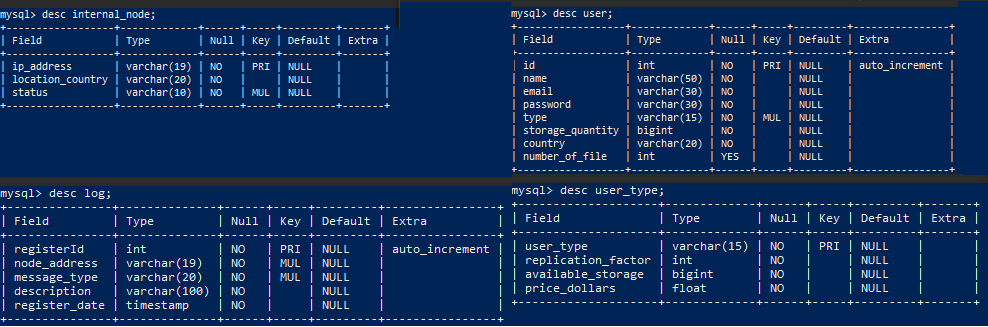 mysql> desc internal_node;
+------------------+-------------+------+-----+---------+-------+
| Field | Type | Null | Key | Default | Extra |
+------------------+-------------+------+-----+---------+-------+
| ip_address | varchar(19) | NO | PRI | NULL | |
| location_country | varchar(20) | NO | | NULL | |
| status | varchar(10) | NO | MUL | NULL | |
+------------------+-------------+------+-----+---------+-------+
mysql> desc user;
+------------------+-------------+------+-----+---------+----------------+
| Field | Type | Null | Key | Default | Extra |
+------------------+-------------+------+-----+---------+----------------+
| id | int | NO | PRI | NULL | auto_increment |
| name | varchar(50) | NO | | NULL | |
| email | varchar(30) | NO | | NULL | |
| password | varchar(30) | NO | | NULL | |
| type | varchar(15) | NO | MUL | NULL | |
| storage_quantity | bigint | NO | | NULL | |
| country | varchar(20) | NO | | NULL | |
| number_of_file | int | YES | | NULL | |
+------------------+-------------+------+-----+---------+----------------+
mysql> desc log;
+---------------+--------------+------+-----+---------+----------------+
| Field | Type | Null | Key | Default | Extra |
+---------------+--------------+------+-----+---------+----------------+
| registerId | int | NO | PRI | NULL | auto_increment |
| node_address | varchar(19) | NO | MUL | NULL | |
| message_type | varchar(20) | NO | MUL | NULL | |
| description | varchar(100) | NO | | NULL | |
| register_date | timestamp | NO | | NULL | |
+---------------+--------------+------+-----+---------+----------------+
mysql> desc user_type;
+--------------------+-------------+------+-----+---------+-------+
| Field | Type | Null | Key | Default | Extra |
+--------------------+-------------+------+-----+---------+-------+
| user_type | varchar(15) | NO | PRI | NULL | |
| replication_factor | int | NO | | NULL | |
| available_storage | bigint | NO | | NULL | |
| price_dollars | float | NO | | NULL | |
+--------------------+-------------+------+-----+---------+-------+